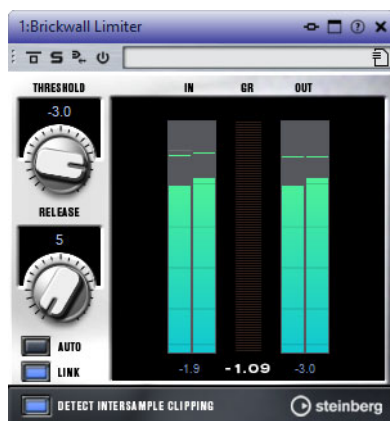 1:Brickwall Limiter
THRESHOLD
-3.0
RELEASE
5
AUTO
LINK
IN GR OUT
-1.9 -1.09 -3.0
DETECT INTERSAMPLE CLIPPING
steinberg